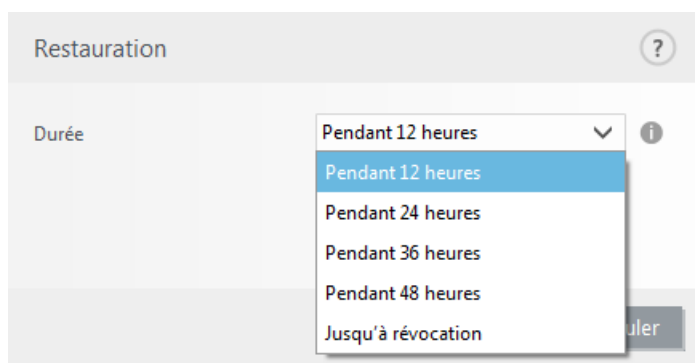 Restauration
?
Durée
Pendant 12 heures
i
Pendant 12 heures
Pendant 24 heures
Pendant 36 heures
Pendant 48 heures
Jusqu'à révocation
uler